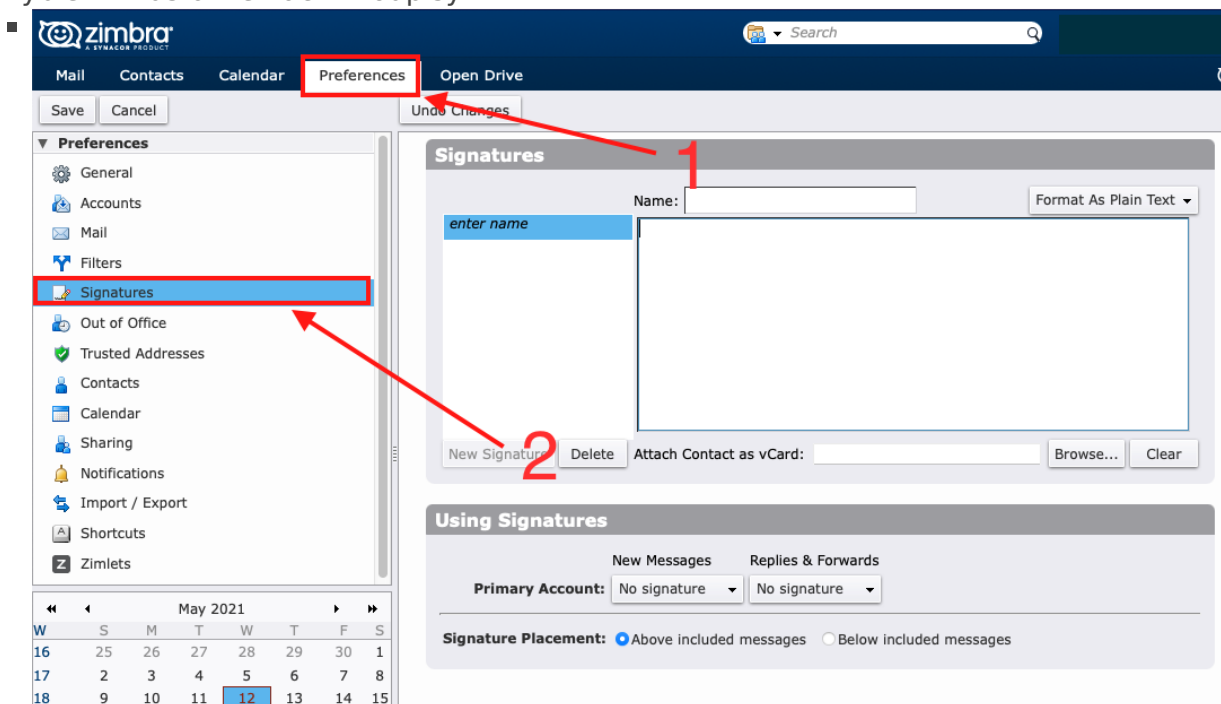 zimbra
A SYNACOR PRODUCT
Search
Mail Contacts Calendar Preferences Open Drive
Save Cancel Undo Changes
Preferences
General
Accounts
Mail
Filters
Signatures
Out of Office
Trusted Addresses
Contacts
Calendar
Sharing
Notifications
Import / Export
Shortcuts
Z Zimlets
May 2021
W S M T W T F S
16 25 26 27 28 29 30 1
17 2 3 4 5 6 7 8
18 9 10 11 12 13 14 15
Signatures
1
Name: Format As Plain Text
enter name
New Signature Delete Attach Contact as vCard: Browse... Clear
2
Using Signatures
New Messages Replies & Forwards
Primary Account: No signature No signature
Signature Placement: Above included messages Below included messages